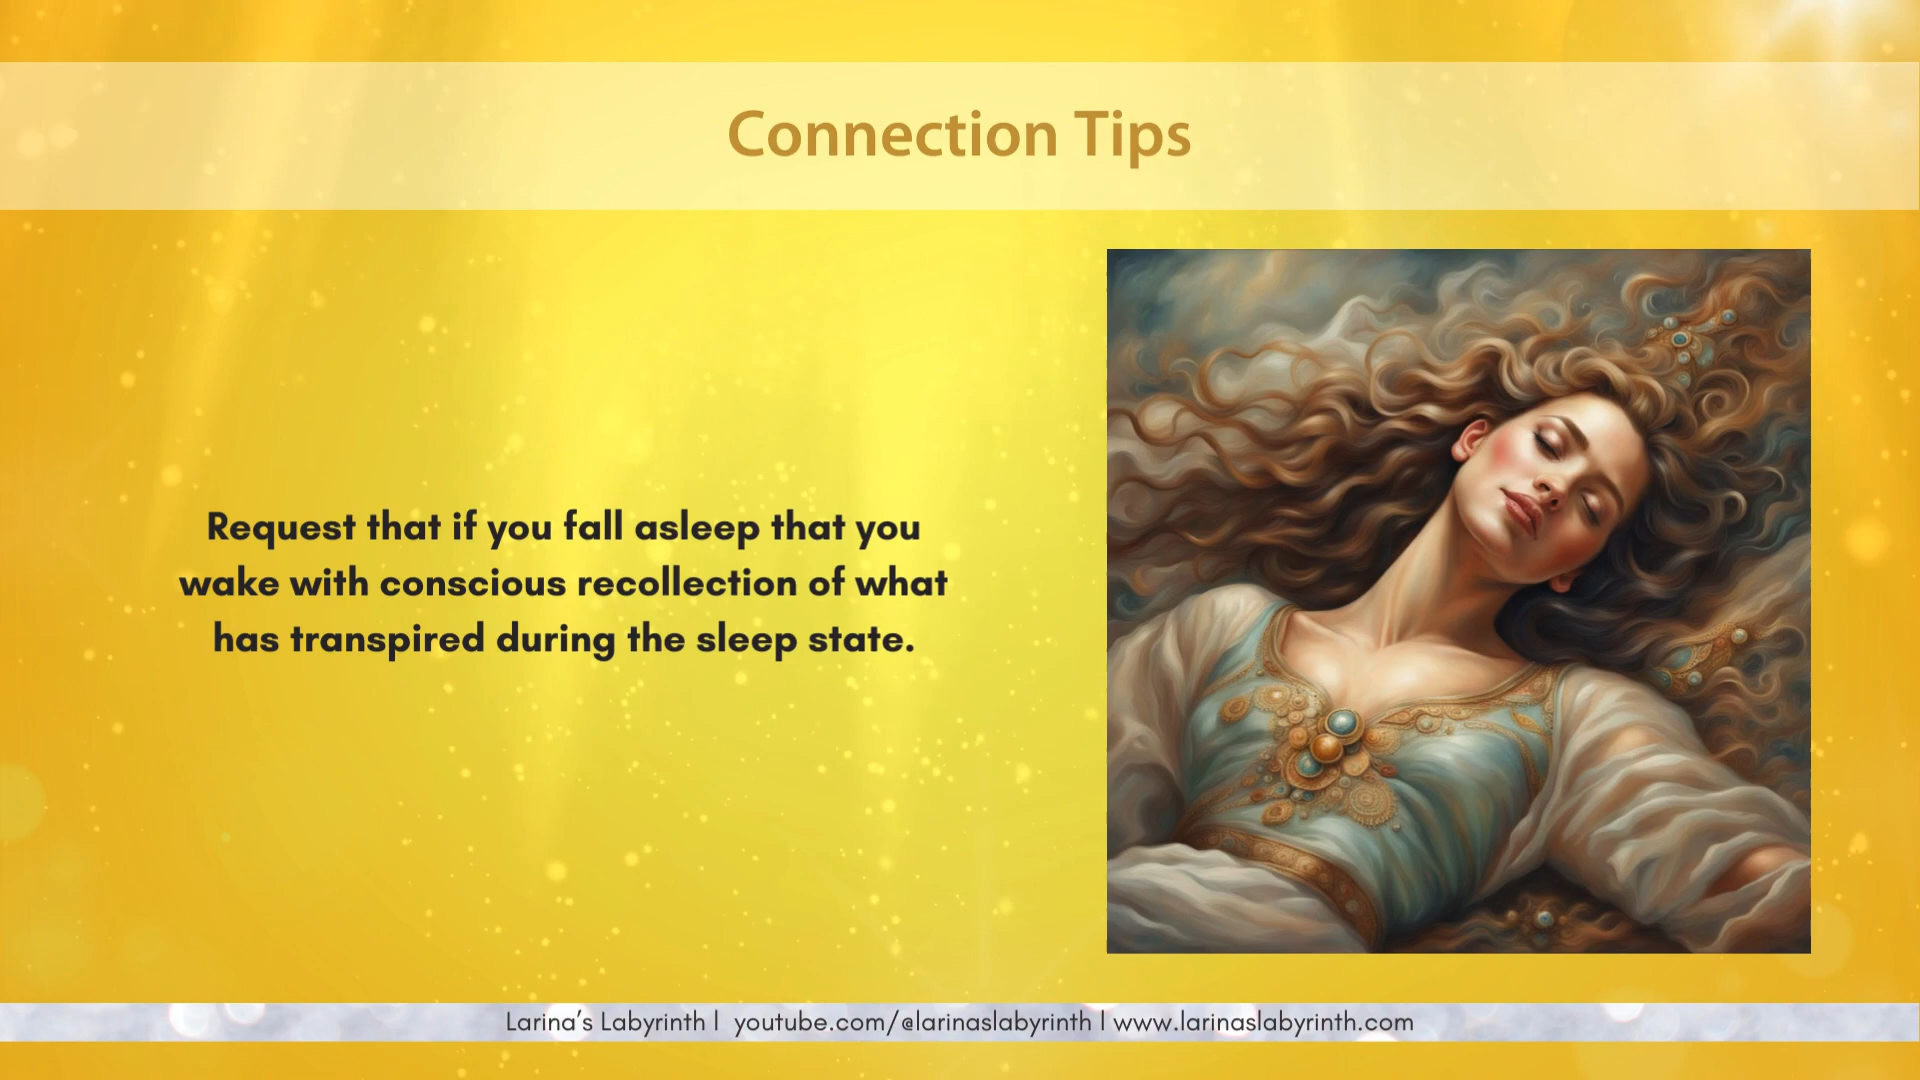 Connection Tips
Request that if you fall asleep that you
wake with conscious recollection of what
has transpired during the sleep state.
Larina's Labyrinth | youtube.com/@larinaslabyrinth | www.larinaslabyrinth.com